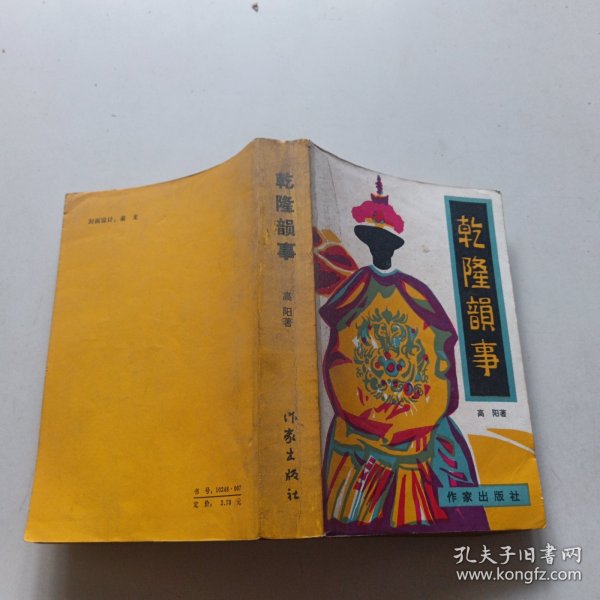 封面设计：秦 龙
书号：10248·007
定价：3.70 元
乾隆韻事
高阳著
作家出版社
乾隆韻事
高 阳著
作家出版社
孔夫子旧书网
www.kongfz.com